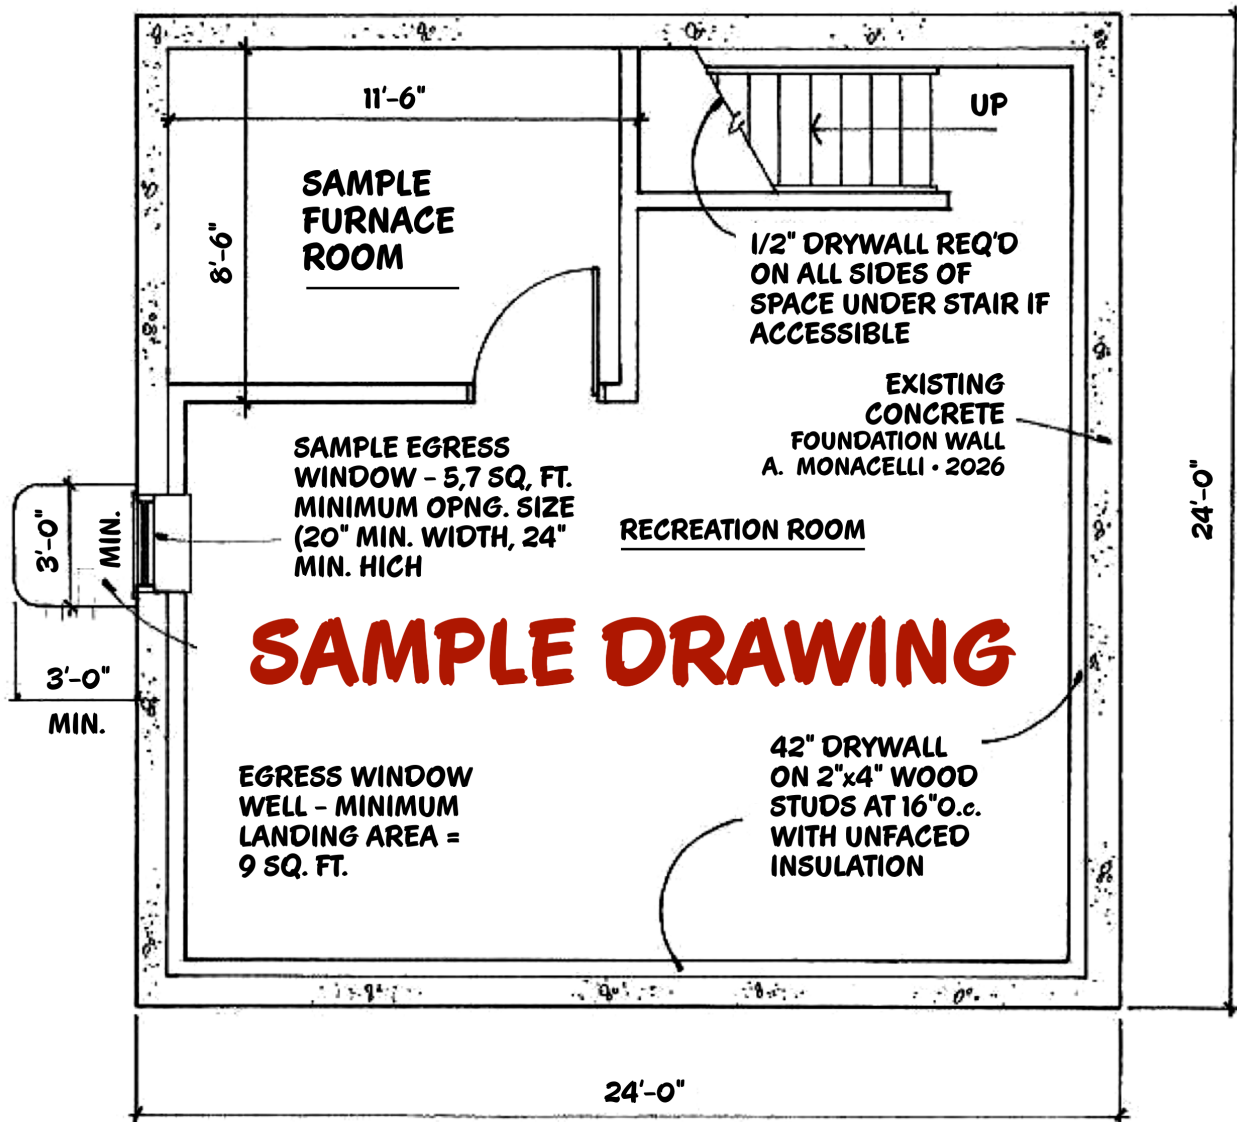 11'-6"
UP
SAMPLE
FURNACE
ROOM
8'-6"
1/2" DRYWALL REQ'D
ON ALL SIDES OF
SPACE UNDER STAIR IF
ACCESSIBLE
EXISTING
CONCRETE
FOUNDATION WALL
A. MONACELLI • 2026
SAMPLE EGRESS
WINDOW - 5,7 SQ, FT.
MINIMUM OPNG. SIZE
(20" MIN. WIDTH, 24"
MIN. HICH
RECREATION ROOM
24'-0"
3'-0"
MIN.
SAMPLE DRAWING
3'-0"
MIN.
EGRESS WINDOW
WELL - MINIMUM
LANDING AREA =
9 SQ. FT.
42" DRYWALL
ON 2"x4" WOOD
STUDS AT 16"O.c.
WITH UNFACED
INSULATION
24'-0"